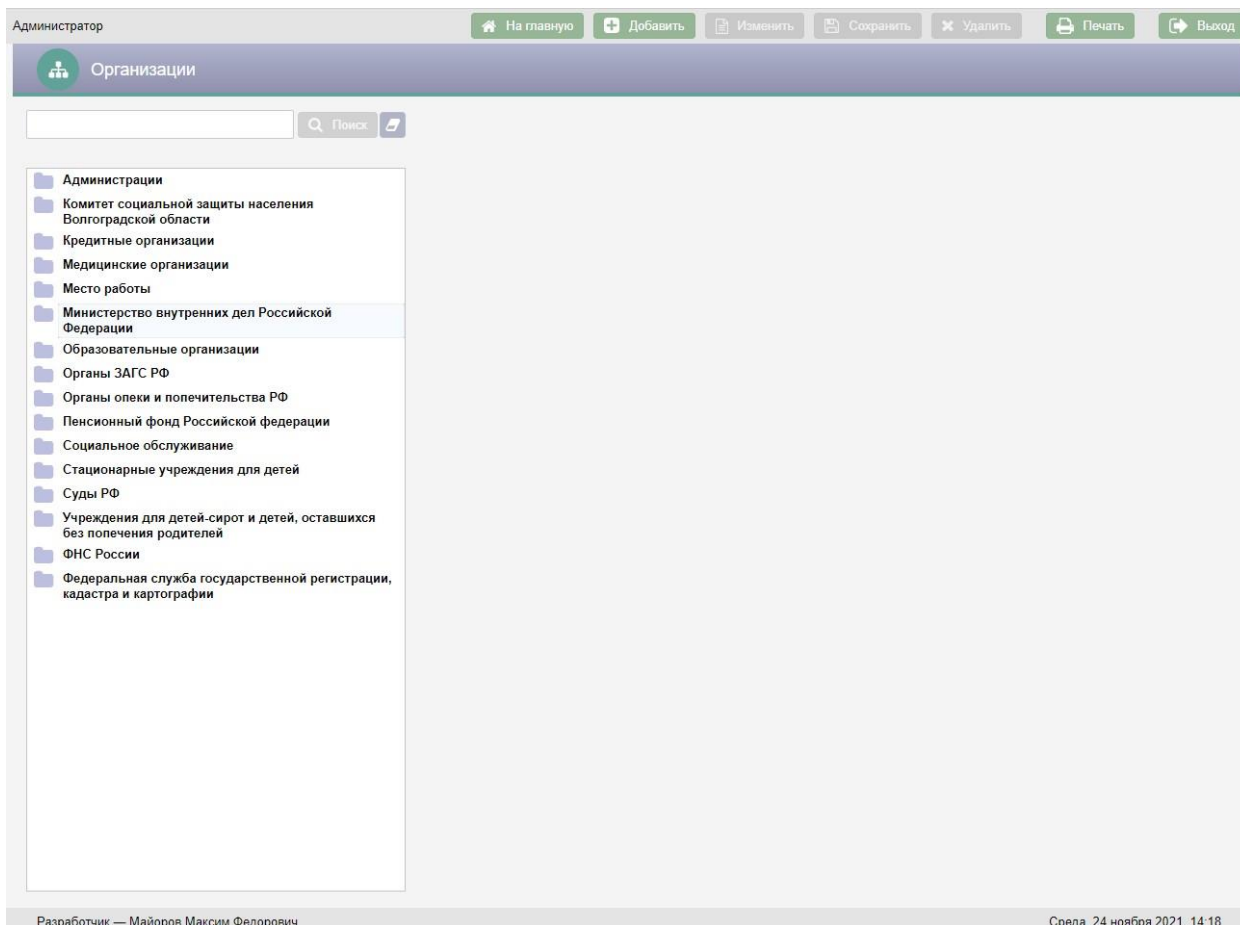 Администратор
На главную
Добавить
Изменить
Сохранить
Удалить
Печать
Выход
Организации
Поиск
Администрации
Комитет социальной защиты населения
Волгоградской области
Кредитные организации
Медицинские организации
Место работы
Министерство внутренних дел Российской
Федерации
Образовательные организации
Органы ЗАГС РФ
Органы опеки и попечительства РФ
Пенсионный фонд Российской федерации
Социальное обслуживание
Стационарные учреждения для детей
Суды РФ
Учреждения для детей-сирот и детей, оставшихся
без попечения родителей
ФНС России
Федеральная служба государственной регистрации,
кадастра и картографии
Разработчик — Майоров Максим Федорович
Среда, 24 ноября 2021, 14:18